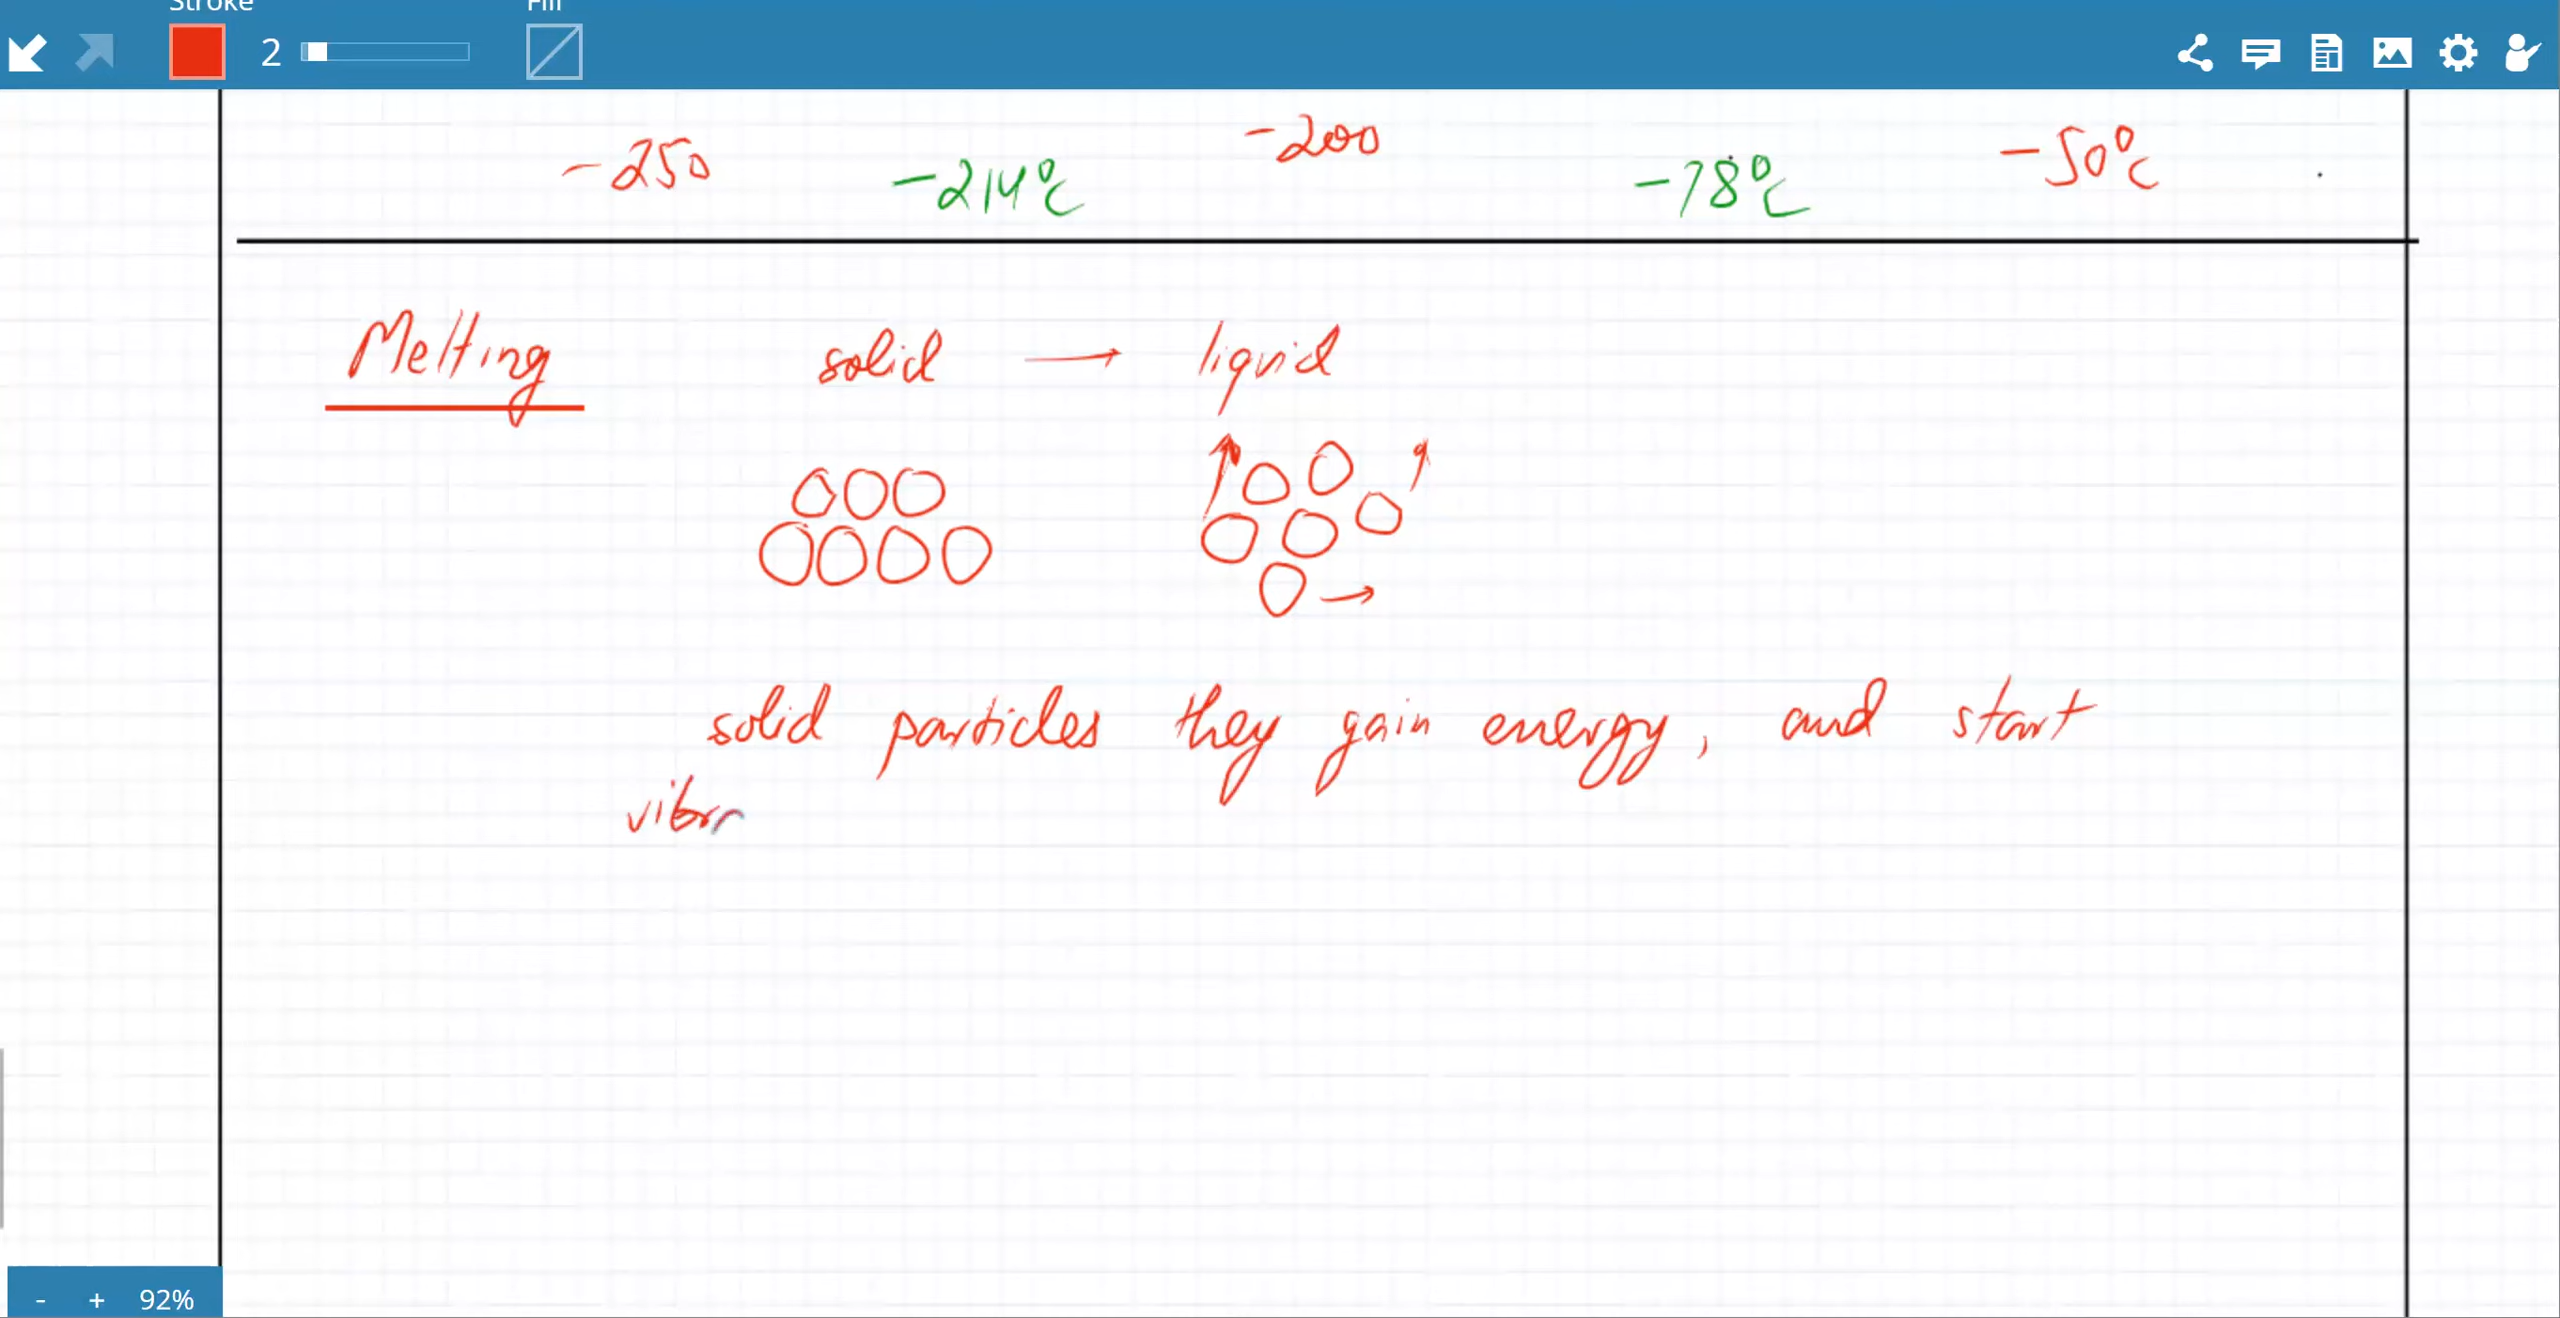 Stroke Fill
2
-250 -214°C -200 -78°C -50°C
Melting solid → liquid
solid particles they gain energy, and start
vibr
- + 92%